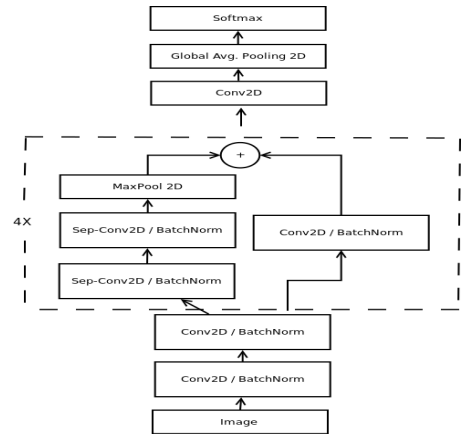 Softmax
Global Avg. Pooling 2D
Conv2D
+
MaxPool 2D
4X
Sep-Conv2D / BatchNorm
Conv2D / BatchNorm
Sep-Conv2D / BatchNorm
Conv2D / BatchNorm
Conv2D / BatchNorm
Image